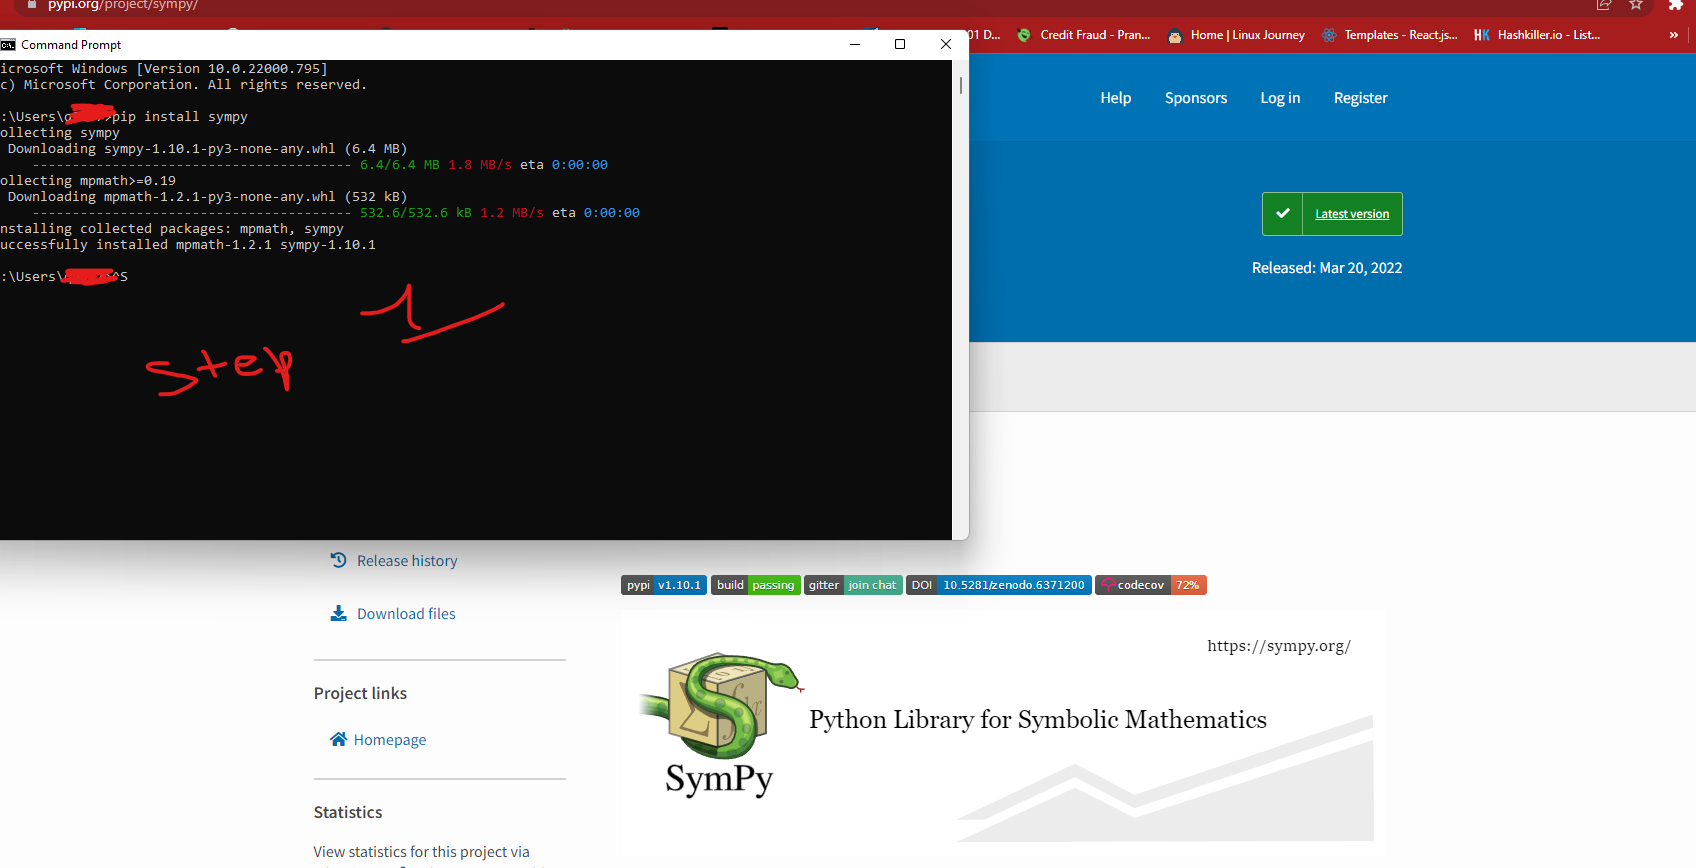 pypi.org/project/sympy/
Command Prompt
01 D...
Credit Fraud - Pran...
Home | Linux Journey
Templates - React.js...
HK Hashkiller.io - List...
»
icrosoft Windows [Version 10.0.22000.795]
c) Microsoft Corporation. All rights reserved.
:\Users\ pip install sympy
ollecting sympy
Downloading sympy-1.10.1-py3-none-any.whl (6.4 MB)
---------------------------------------- 6.4/6.4 MB 1.8 MB/s eta 0:00:00
ollecting mpmath>=0.19
Downloading mpmath-1.2.1-py3-none-any.whl (532 kB)
---------------------------------------- 532.6/532.6 kB 1.2 MB/s eta 0:00:00
nstalling collected packages: mpmath, sympy
uccessfully installed mpmath-1.2.1 sympy-1.10.1
:\Users\ ^S
1
step
Help Sponsors Log in Register
Latest version
Released: Mar 20, 2022
Release history
Download files
Project links
Homepage
Statistics
View statistics for this project via
pypi v1.10.1 build passing gitter join chat DOI 10.5281/zenodo.6371200 codecov 72%
https://sympy.org/
Python Library for Symbolic Mathematics
SymPy